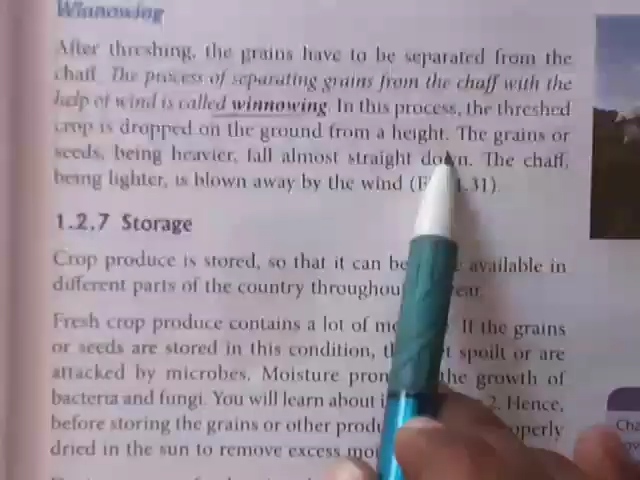 Winnowing
After threshing, the grains have to be separated from the
chaff. The process of separating grains from the chaff with the
help of wind is called winnowing. In this process, the threshed
crop is dropped on the ground from a height. The grains or
seeds, being heavier, fall almost straight down. The chaff,
being lighter, is blown away by the wind (F 1.31).
1.2.7 Storage
Crop produce is stored, so that it can be available in
different parts of the country throughout
Fresh crop produce contains a lot of If the grains
or seeds are stored in this condition, spoilt or are
attacked by microbes. Moisture the growth of
bacteria and fungi. You will learn about 2. Hence,
before storing the grains or other
dried in the sun to remove excess